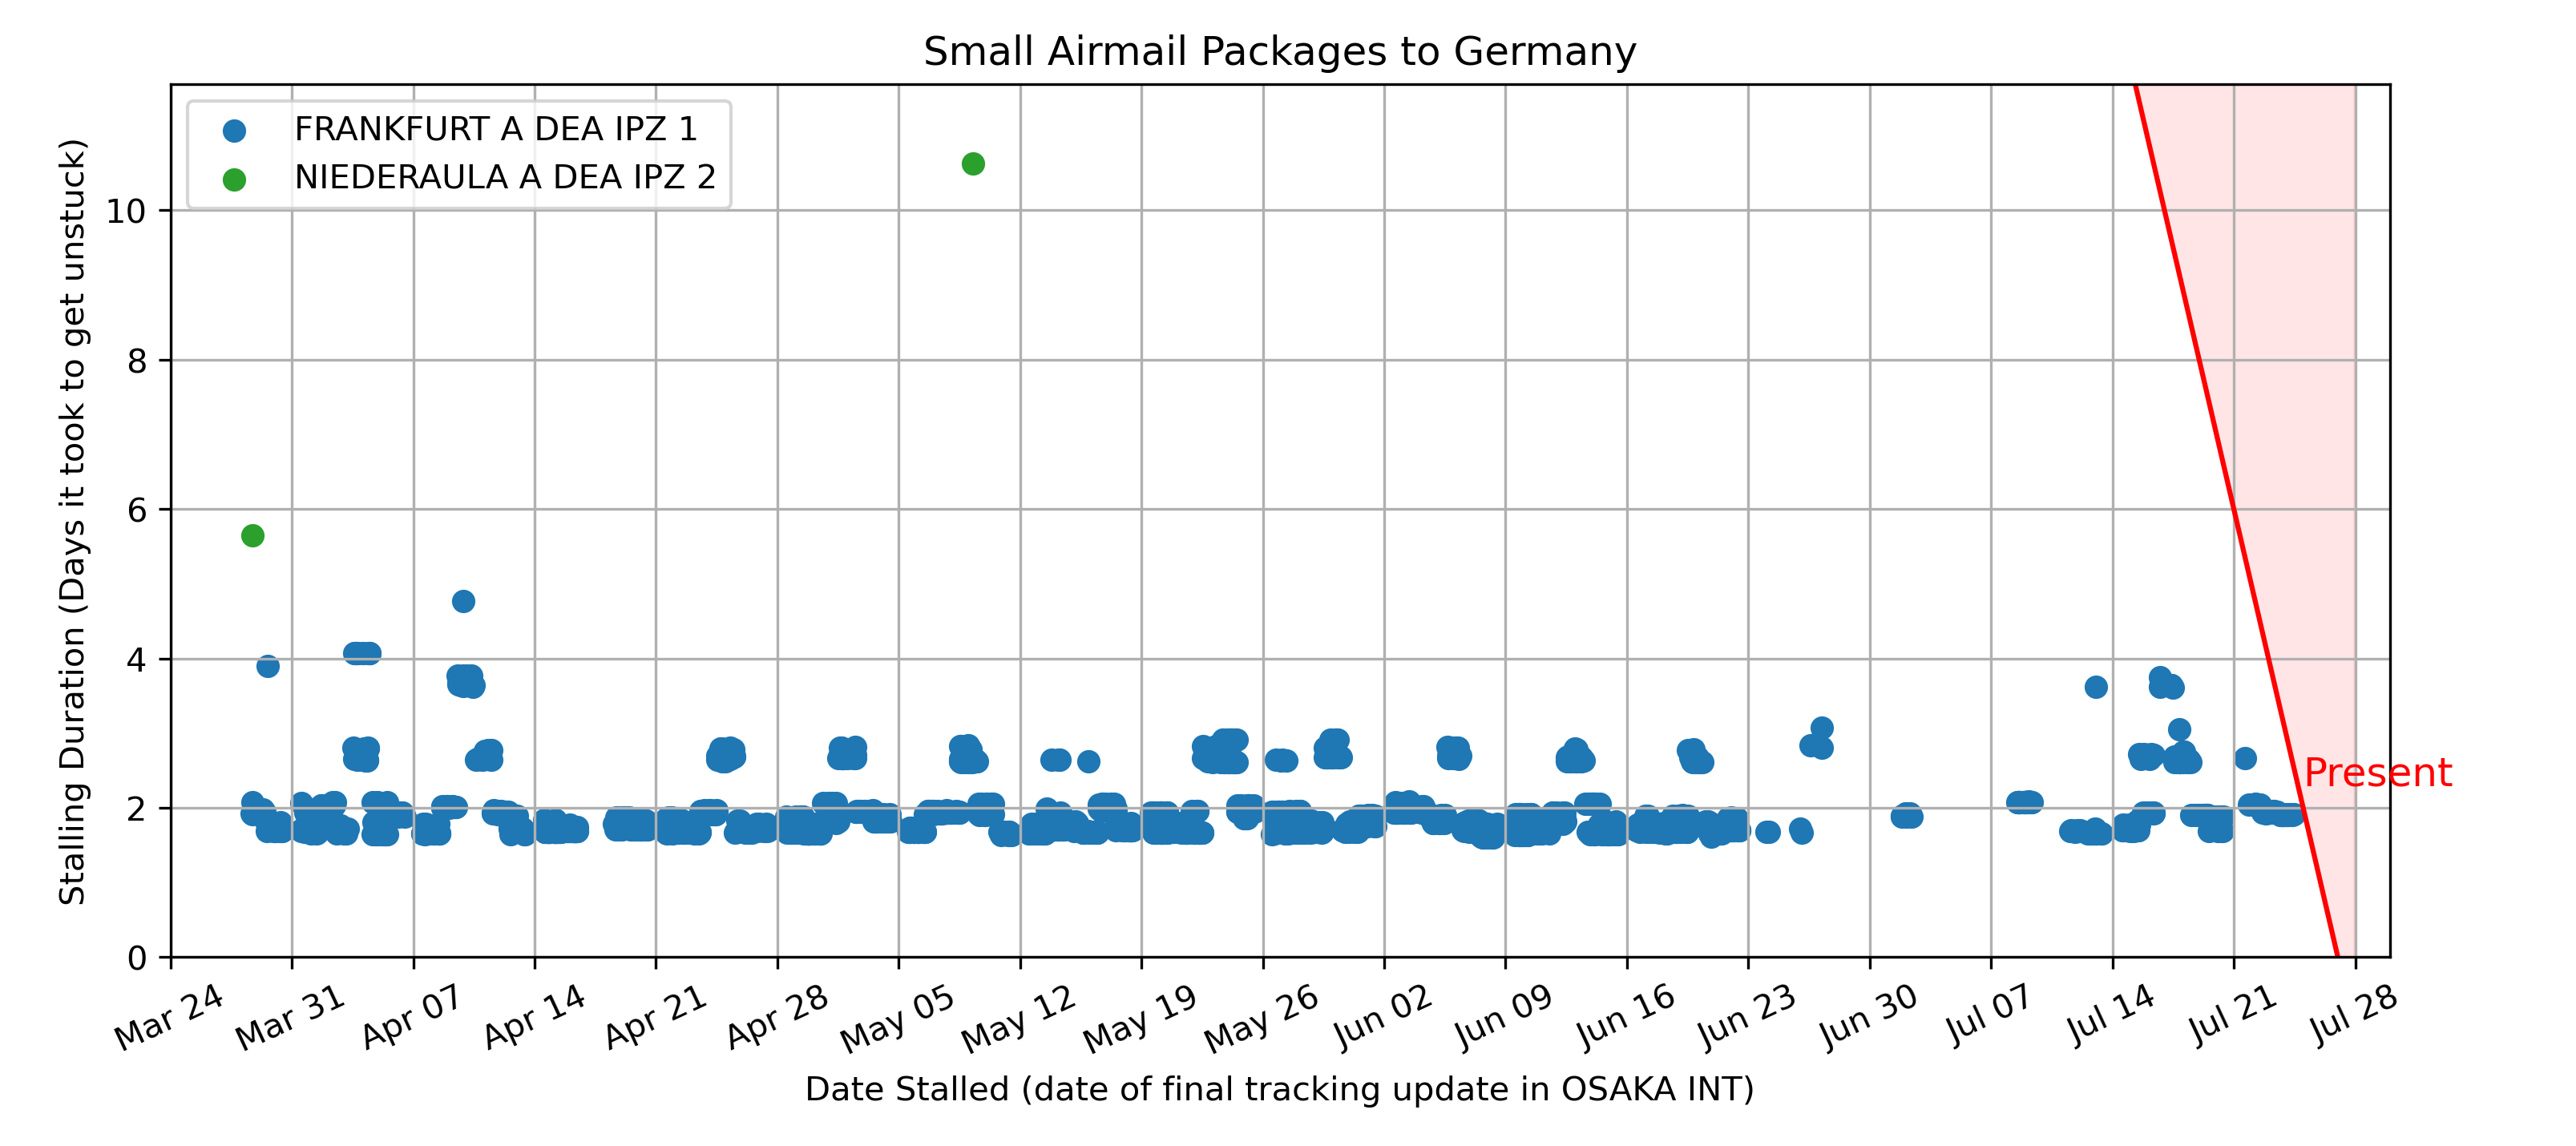 Small Airmail Packages to Germany
FRANKFURT A DEA IPZ 1
NIEDERAULA A DEA IPZ 2
Stalling Duration (Days it took to get unstuck)
10
8
6
4
2
0
Present
Mar 24
Mar 31
Apr 07
Apr 14
Apr 21
Apr 28
May 05
May 12
May 19
May 26
Jun 02
Jun 09
Jun 16
Jun 23
Jun 30
Jul 07
Jul 14
Jul 21
Jul 28
Date Stalled (date of final tracking update in OSAKA INT)